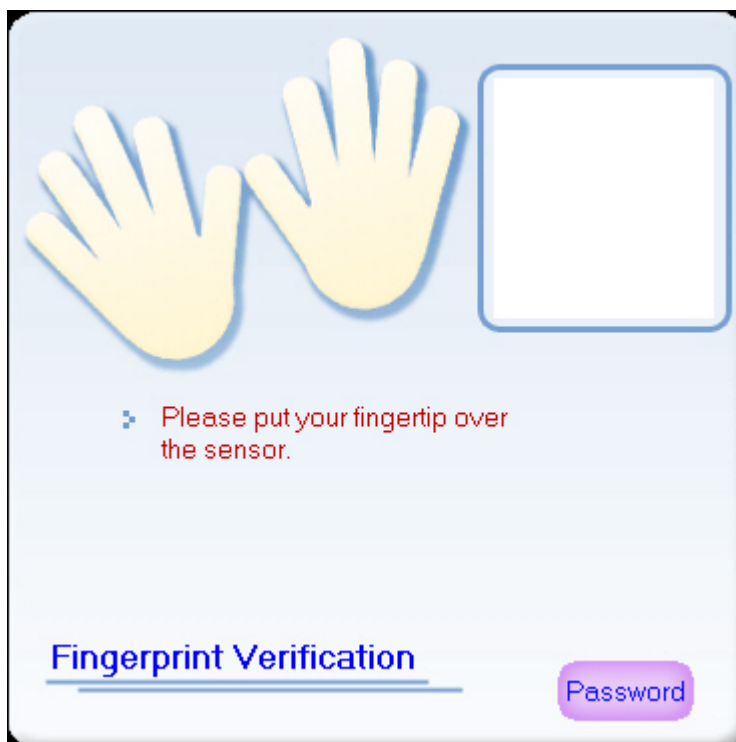 Please put your fingertip over
the sensor.
Fingerprint Verification
Password